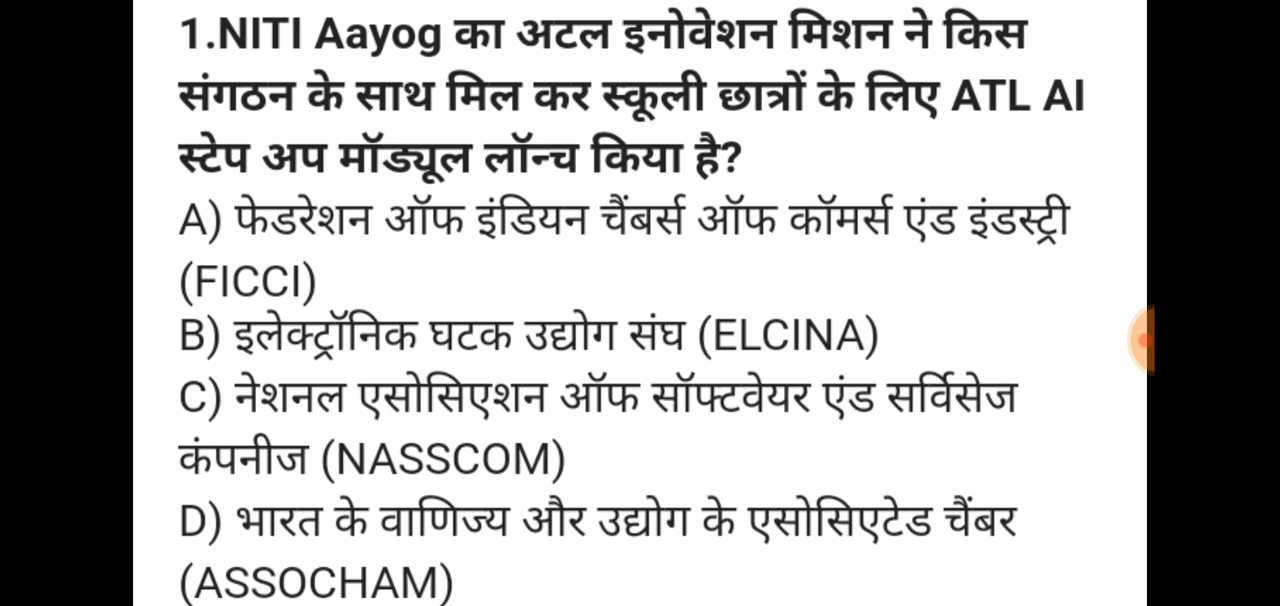 1.NITI Aayog का अटल इनोवेशन मिशन ने किस
संगठन के साथ मिल कर स्कूली छात्रों के लिए ATL AI
स्टेप अप मॉड्यूल लॉन्च किया है?
A) फेडरेशन ऑफ इंडियन चैंबर्स ऑफ कॉमर्स एंड इंडस्ट्री
(FICCI)
B) इलेक्ट्रॉनिक घटक उद्योग संघ (ELCINA)
C) नेशनल एसोसिएशन ऑफ सॉफ्टवेयर एंड सर्विसेज
कंपनीज (NASSCOM)
D) भारत के वाणिज्य और उद्योग के एसोसिएटेड चैंबर
(ASSOCHAM)